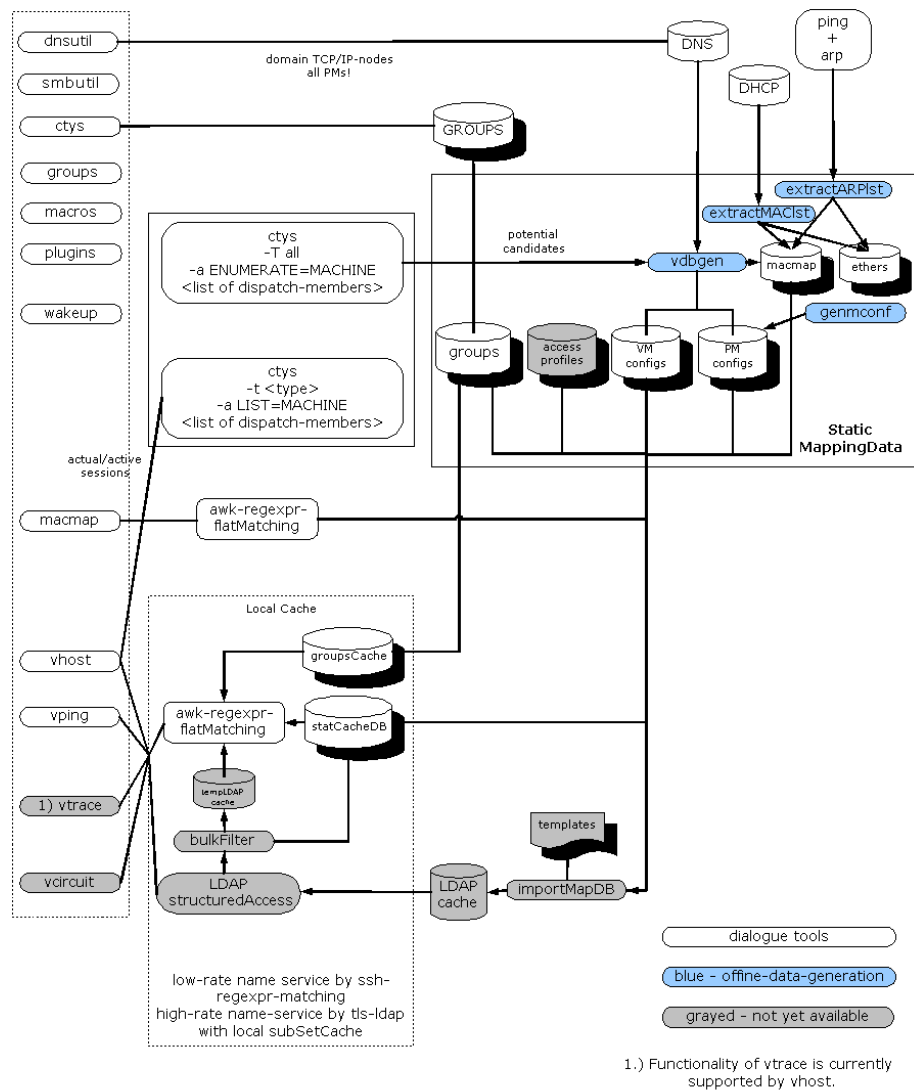 dnsutil
smbutil
ctys
groups
macros
plugins
wakeup
macmap
vhost
vping
1) vtrace
vcircuit
domain TCP/IP-nodes
all PMs!
DNS
ping
+
arp
DHCP
GROUPS
extractARPlst
extractMAClst
macmap
ethers
vdbgen
potential
candidates
genmconf
ctys
-T all
-a ENUMERATE=MACHINE
<list of dispatch-members>
ctys
-t <type>
-a LIST=MACHINE
<list of dispatch-members>
groups
access
profiles
VM
configs
PM
configs
Static
MappingData
actual/active
sessions
awk-regexpr-
flatMatching
Local Cache
groupsCache
awk-regexpr-
flatMatching
statCacheDB
tempLDAP
cache
bulkFilter
LDAP
structuredAccess
LDAP
cache
templates
importMapDB
low-rate name service by ssh-
regexpr-matching
high-rate name-service by tls-ldap
with local subSetCache
dialogue tools
blue - offine-data-generation
grayed - not yet available
1.) Functionality of vtrace is currently
supported by vhost.